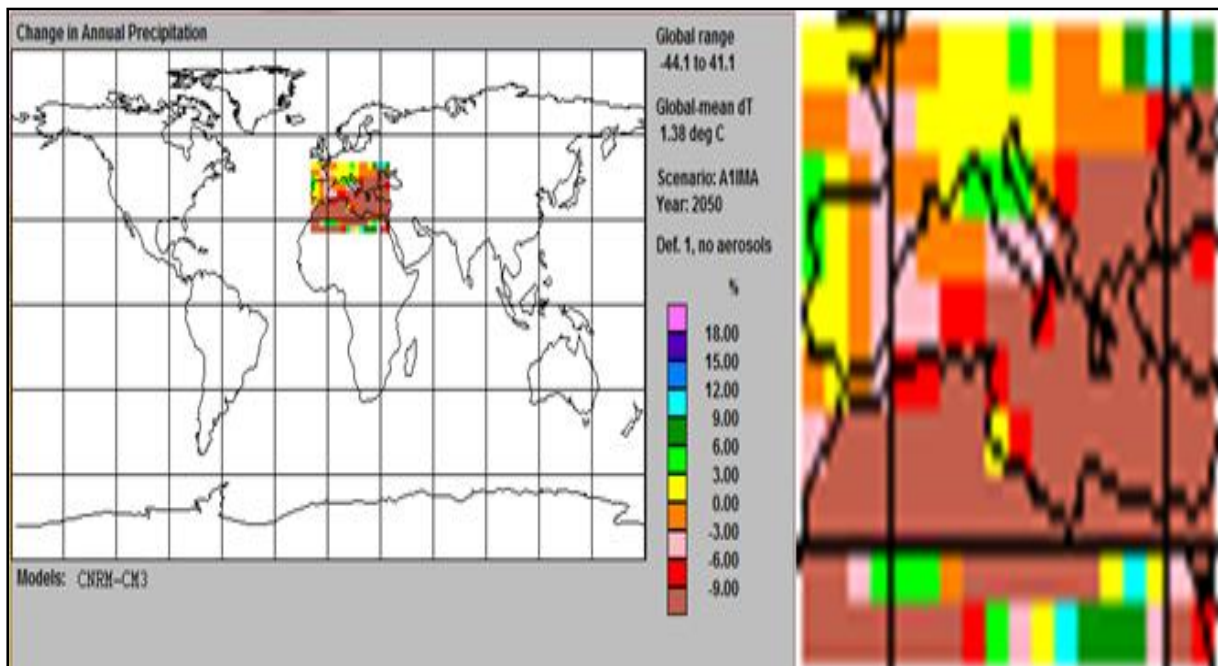 Change in Annual Precipitation
Global range
-44.1 to 41.1
Global-mean dT
1.38 deg C
Scenario: A1IMA
Year: 2050
Def. 1, no aerosols
%
18.00
15.00
12.00
9.00
6.00
3.00
0.00
-3.00
-6.00
-9.00
Models: CNRM-CM3